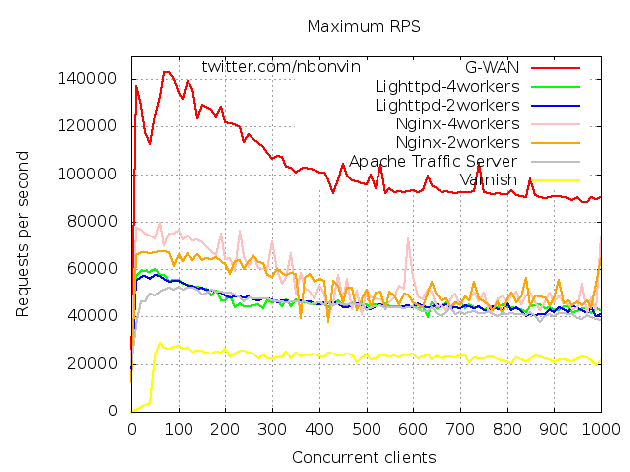 Maximum RPS
twitter.com/nbonvin
G-WAN
Lighttpd-4workers
Lighttpd-2workers
Nginx-4workers
Nginx-2workers
Apache Traffic Server
Varnish
Requests per second
140000
120000
100000
80000
60000
40000
20000
0
0 100 200 300 400 500 600 700 800 900 1000
Concurrent clients